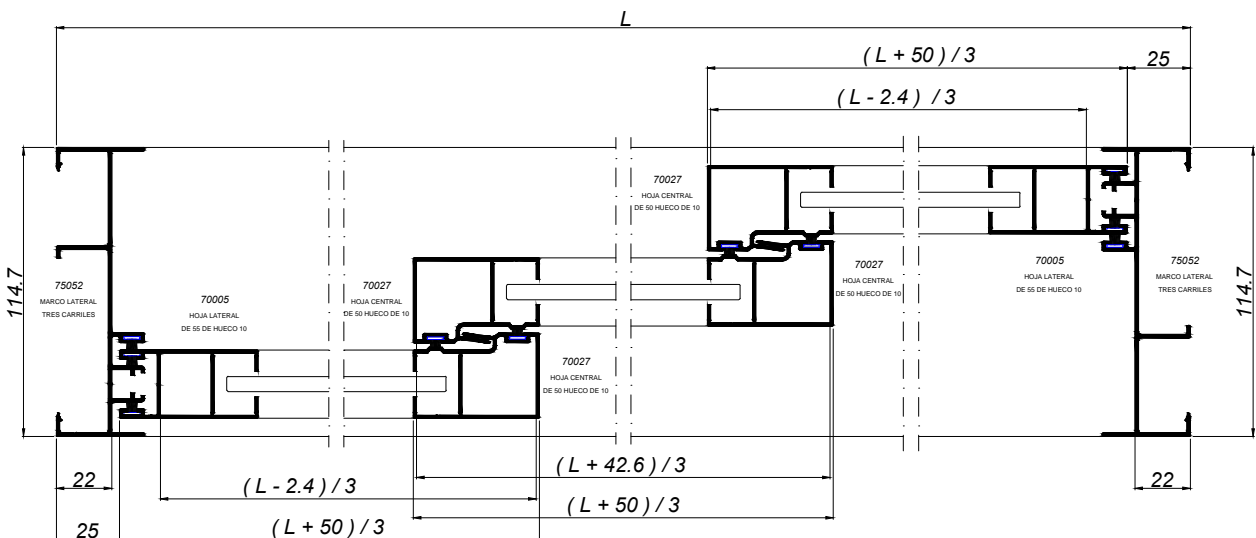 L
( L + 50 ) / 3
25
( L - 2.4 ) / 3
114.7
75052
MARCO LATERAL
TRES CARRILES
70005
HOJA LATERAL
DE 55 DE HUECO 10
70027
HOJA CENTRAL
DE 50 HUECO DE 10
70027
HOJA CENTRAL
DE 50 HUECO DE 10
70027
HOJA CENTRAL
DE 50 HUECO DE 10
70027
HOJA CENTRAL
DE 50 HUECO DE 10
70005
HOJA LATERAL
DE 55 DE HUECO 10
75052
MARCO LATERAL
TRES CARRILES
114.7
22
( L - 2.4 ) / 3
( L + 42.6 ) / 3
22
25
( L + 50 ) / 3
( L + 50 ) / 3